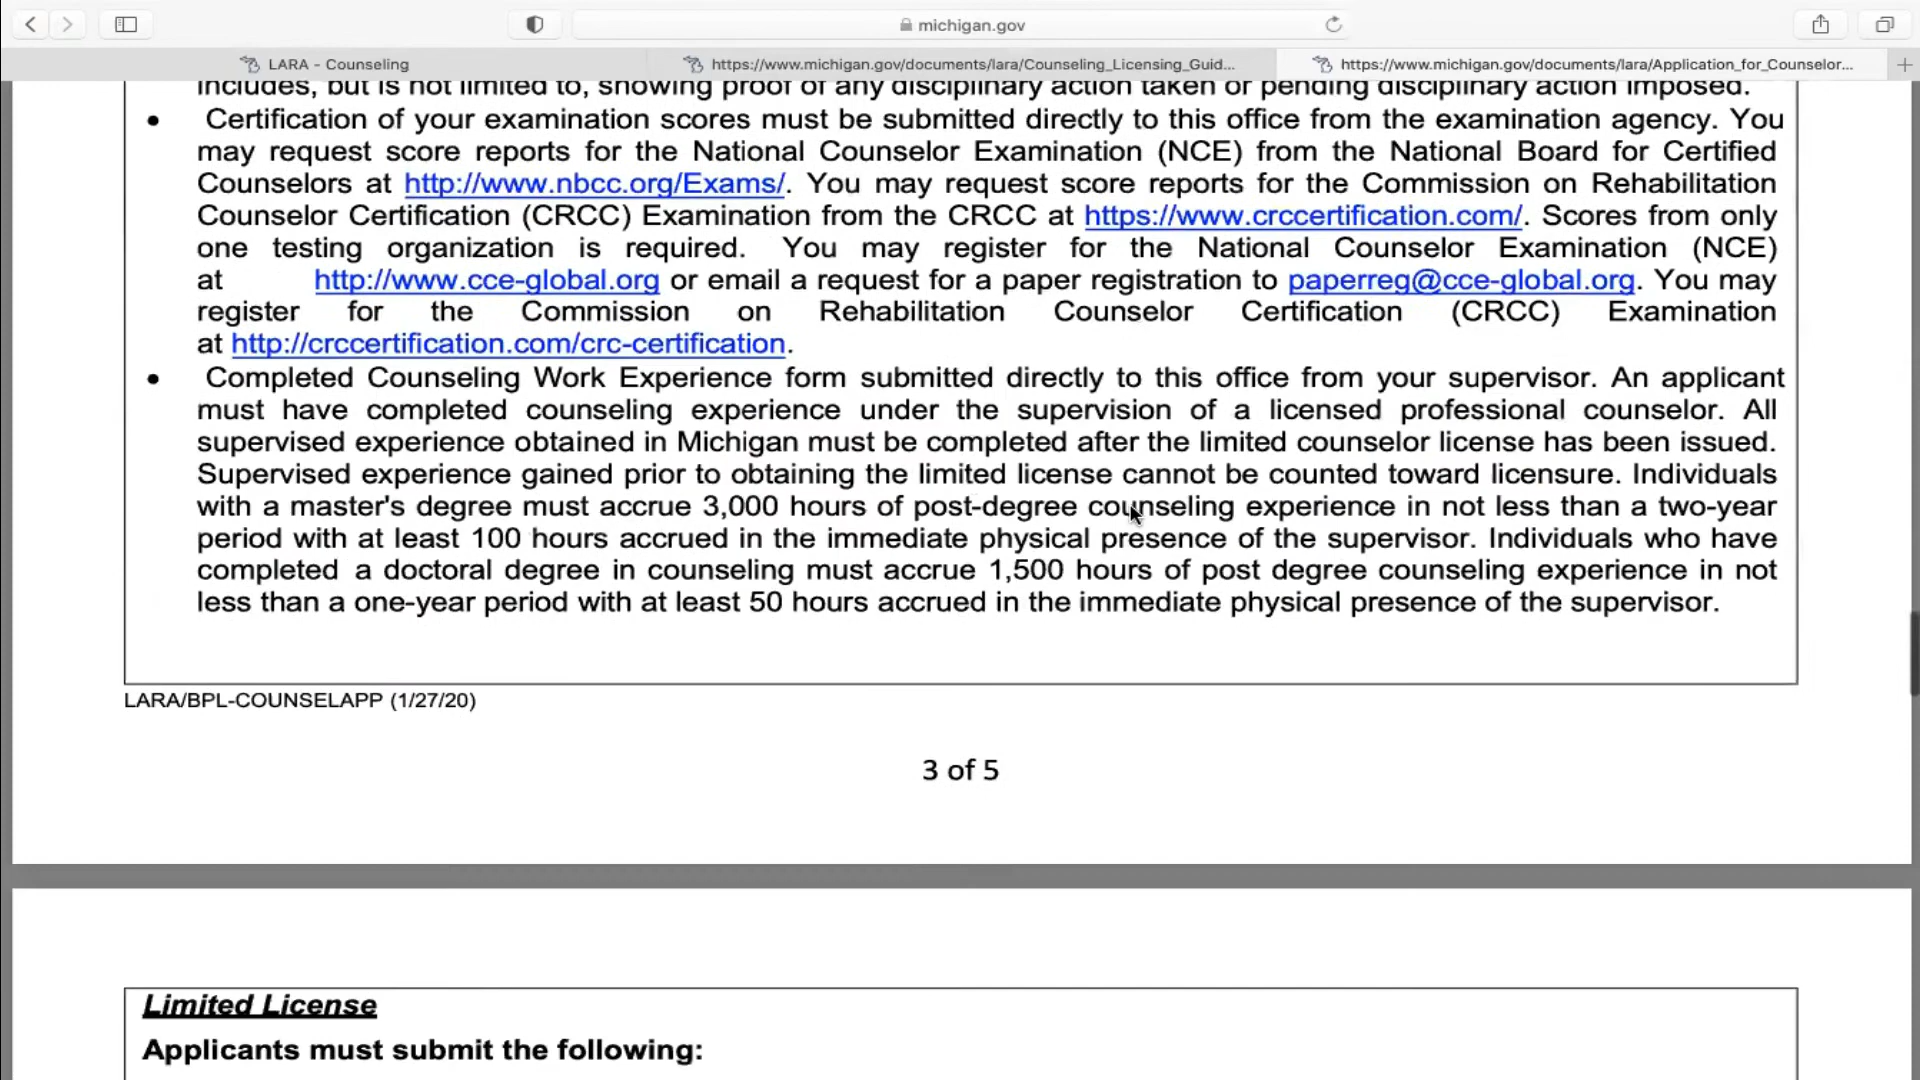 michigan.gov
LARA - Counseling
https://www.michigan.gov/documents/lara/Counseling_Licensing_Guid...
https://www.michigan.gov/documents/lara/Application_for_Counselor...
includes, but is not limited to, showing proof of any disciplinary action taken or pending disciplinary action imposed.
• Certification of your examination scores must be submitted directly to this office from the examination agency. You
may request score reports for the National Counselor Examination (NCE) from the National Board for Certified
Counselors at http://www.nbcc.org/Exams/. You may request score reports for the Commission on Rehabilitation
Counselor Certification (CRCC) Examination from the CRCC at https://www.crccertification.com/. Scores from only
one testing organization is required. You may register for the National Counselor Examination (NCE)
at http://www.cce-global.org or email a request for a paper registration to paperreg@cce-global.org. You may
register for the Commission on Rehabilitation Counselor Certification (CRCC) Examination
at http://crccertification.com/crc-certification.
• Completed Counseling Work Experience form submitted directly to this office from your supervisor. An applicant
must have completed counseling experience under the supervision of a licensed professional counselor. All
supervised experience obtained in Michigan must be completed after the limited counselor license has been issued.
Supervised experience gained prior to obtaining the limited license cannot be counted toward licensure. Individuals
with a master's degree must accrue 3,000 hours of post-degree counseling experience in not less than a two-year
period with at least 100 hours accrued in the immediate physical presence of the supervisor. Individuals who have
completed a doctoral degree in counseling must accrue 1,500 hours of post degree counseling experience in not
less than a one-year period with at least 50 hours accrued in the immediate physical presence of the supervisor.
LARA/BPL-COUNSELAPP (1/27/20)
3 of 5
Limited License
Applicants must submit the following: